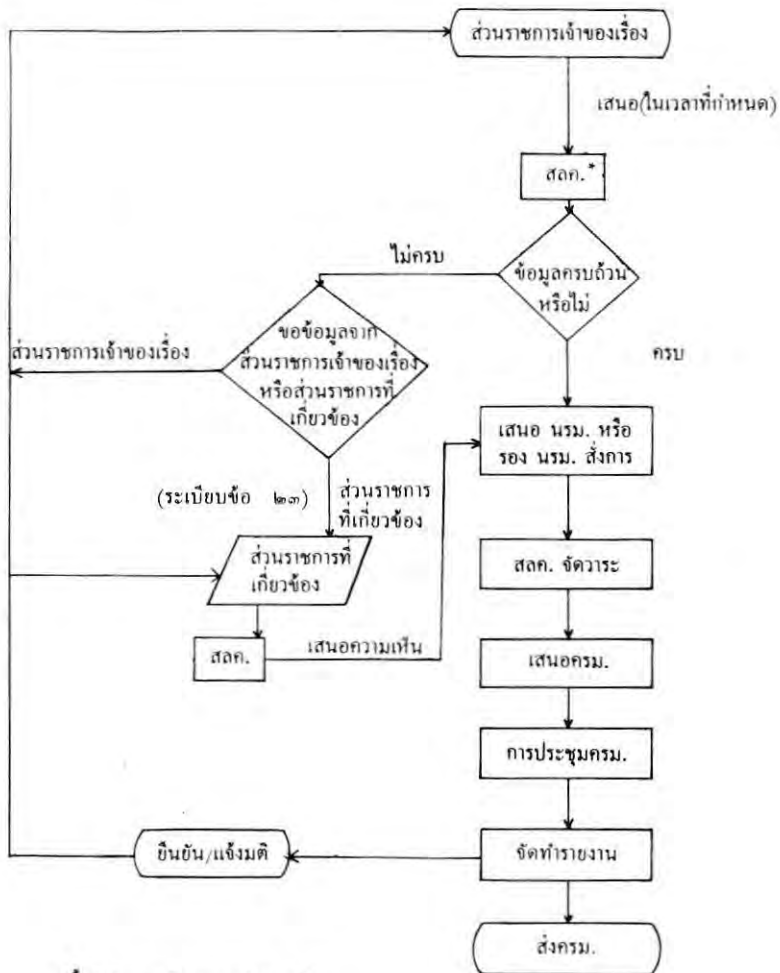 ส่วนราชการเจ้าของเรื่อง
เสนอ(ในเวลาที่กำหนด)
สลค.*
ไม่ครบ
ข้อมูลครบถ้วน
หรือไม่
ขอข้อมูลจาก
ส่วนราชการเจ้าของเรื่อง
หรือส่วนราชการที่
เกี่ยวข้อง
ส่วนราชการเจ้าของเรื่อง
ครบ
เสนอ นรม. หรือ
รอง นรม. สั่งการ
(ระเบียบข้อ ๒๓)
ส่วนราชการ
ที่เกี่ยวข้อง
ส่วนราชการที่
เกี่ยวข้อง
สลค. จัดวาระ
สลค.
เสนอความเห็น
เสนอครม.
การประชุมครม.
ยืนยัน/แจ้งมติ
จัดทำรายงาน
ส่งครม.